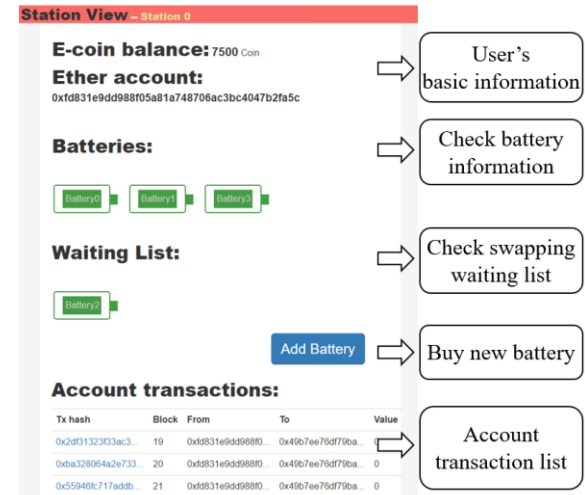 Station View – Station 0
E-coin balance: 7500 Coin
Ether account:
0xfd831e9dd988f05a81a748706ac3bc4047b2fa5c
User's
basic information
Batteries:
Check battery
information
Battery0 Battery1 Battery3
Waiting List:
Check swapping
waiting list
Battery2
Add Battery
Buy new battery
Account transactions:
Tx hash Block From To Value
0x2df31323f33ac3... 19 0xfd831e9dd988f0... 0x49b7ee76df79ba... 0
0xba328064a2e733... 20 0xfd831e9dd988f0... 0x49b7ee76df79ba... 0
0x55946fc717addb... 21 0xfd831e9dd988f0... 0x49b7ee76df79ba... 0
Account
transaction list